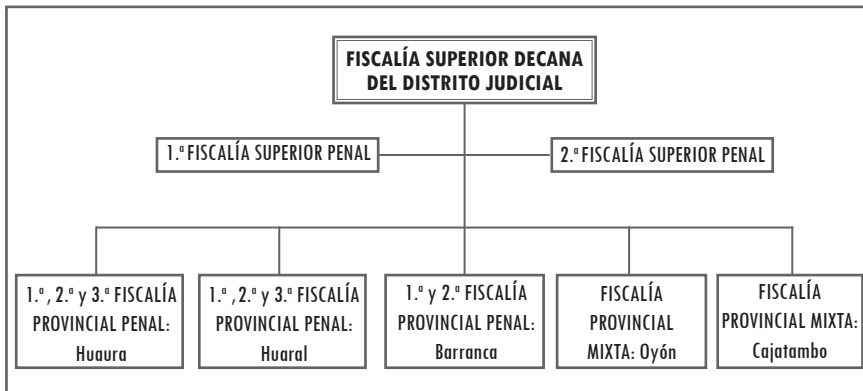 FISCALÍA SUPERIOR DECANA
DEL DISTRITO JUDICIAL
1.ª FISCALÍA SUPERIOR PENAL
2.ª FISCALÍA SUPERIOR PENAL
1.ª, 2.ª y 3.ª FISCALÍA
PROVINCIAL PENAL:
Huaura
1.ª, 2.ª y 3.ª FISCALÍA
PROVINCIAL PENAL:
Huaral
1.ª y 2.ª FISCALÍA
PROVINCIAL PENAL:
Barranca
FISCALÍA
PROVINCIAL
MIXTA: Oyón
FISCALÍA
PROVINCIAL MIXTA:
Cajatambo